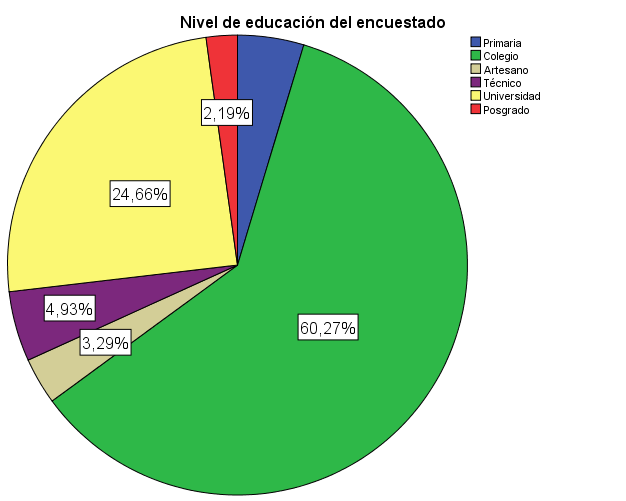 Nivel de educación del encuestado
Primaria
Colegio
Artesano
Técnico
Universidad
Posgrado
2,19%
24,66%
4,93%
3,29%
60,27%